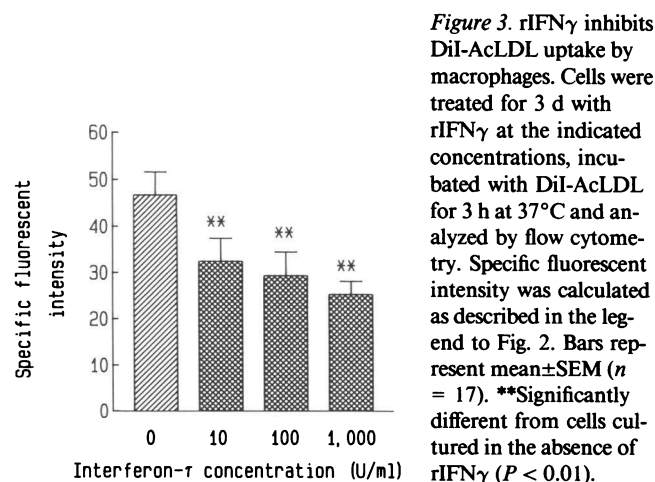 Figure 3. rIFNγ inhibits
DiI-AcLDL uptake by
macrophages. Cells were
treated for 3 d with
rIFNγ at the indicated
concentrations, incu-
bated with DiI-AcLDL
for 3 h at 37°C and an-
alyzed by flow cytome-
try. Specific fluorescent
intensity was calculated
as described in the leg-
end to Fig. 2. Bars rep-
resent mean±SEM (n
= 17). **Significantly
different from cells cul-
tured in the absence of
rIFNγ (P < 0.01).
Specific fluorescent
intensity
60
50
40
30
20
10
0
**
**
**
0 10 100 1,000
Interferon-τ concentration (U/ml)